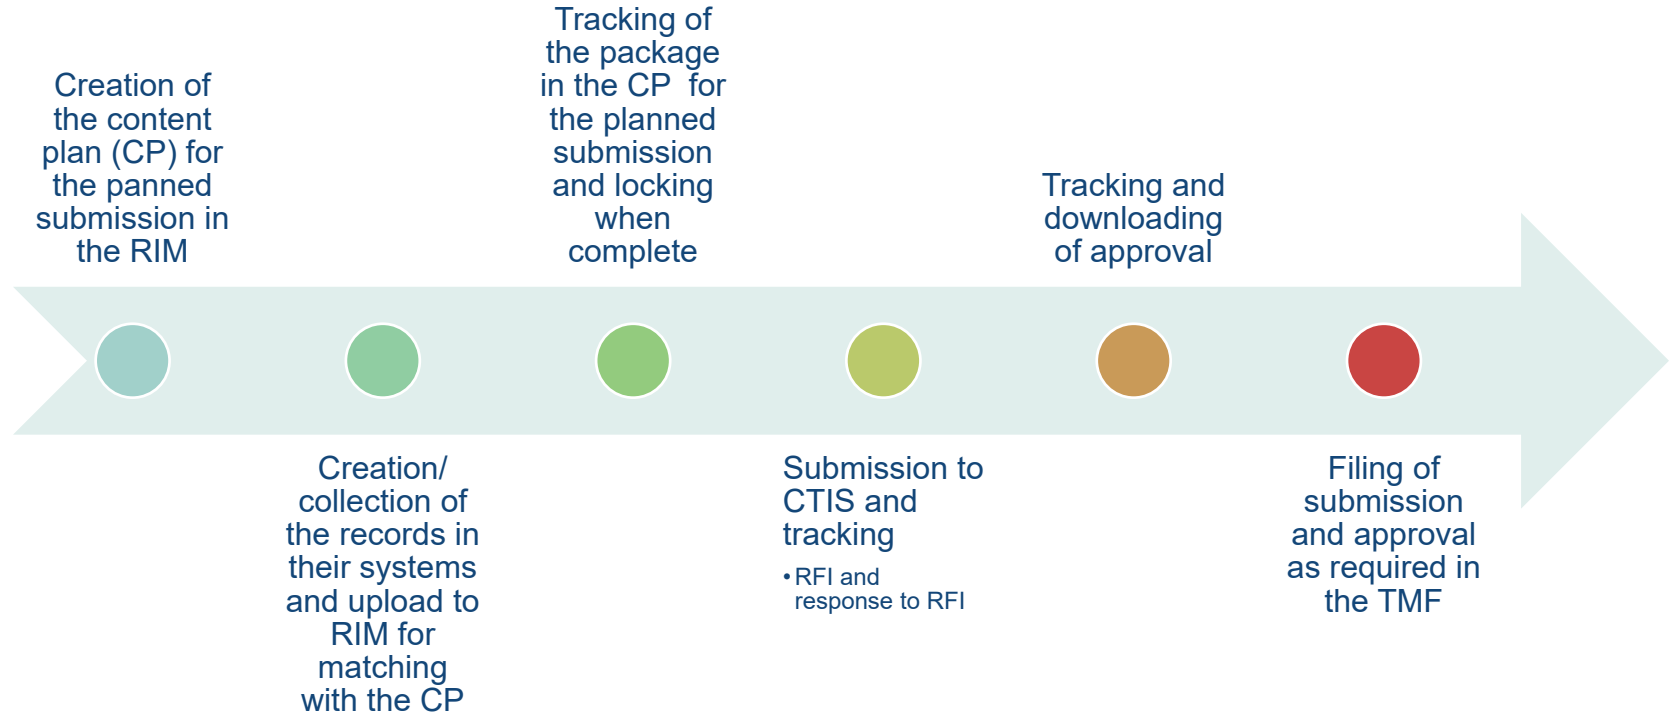 Creation of
the content
plan (CP) for
the panned
submission in
the RIM
Creation/
collection of
the records in
their systems
and upload to
RIM for
matching
with the CP
Tracking of
the package
in the CP  for
the planned
submission
and locking
when
complete
Submission to
CTIS and
tracking
• RFI and
response to RFI
Tracking and
downloading
of approval
Filing of
submission
and approval
as required in
the TMF